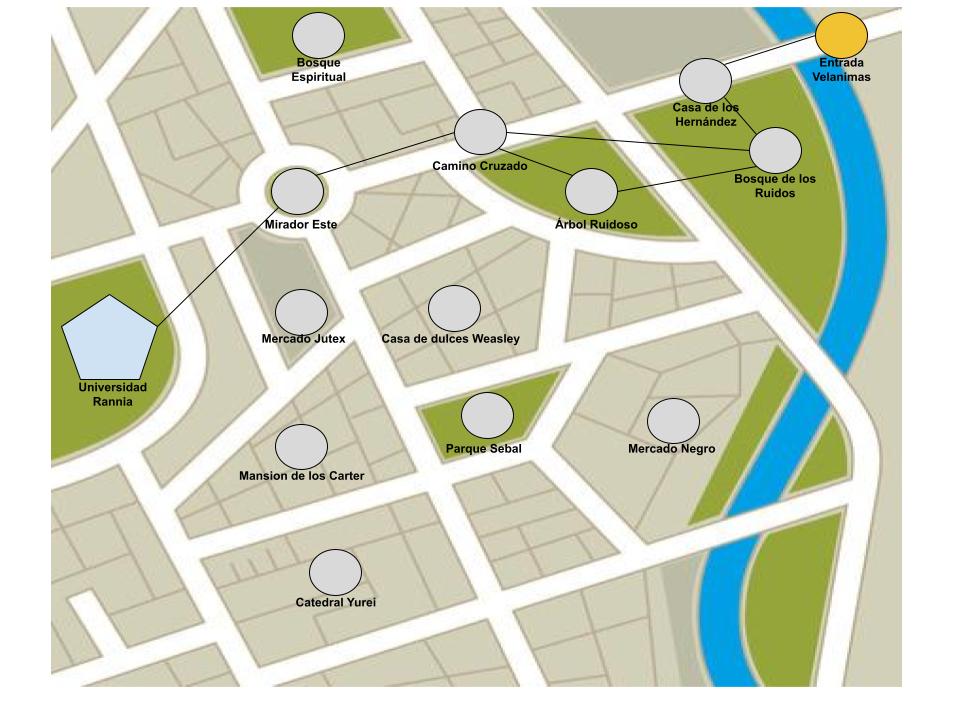 Bosque
Espiritual
Entrada
Velanimas
Casa de los
Hernández
Camino Cruzado
Bosque de los
Ruidos
Mirador Este
Árbol Ruidoso
Mercado Jutex
Casa de dulces Weasley
Universidad
Rannia
Parque Sebal
Mercado Negro
Mansion de los Carter
Catedral Yurei